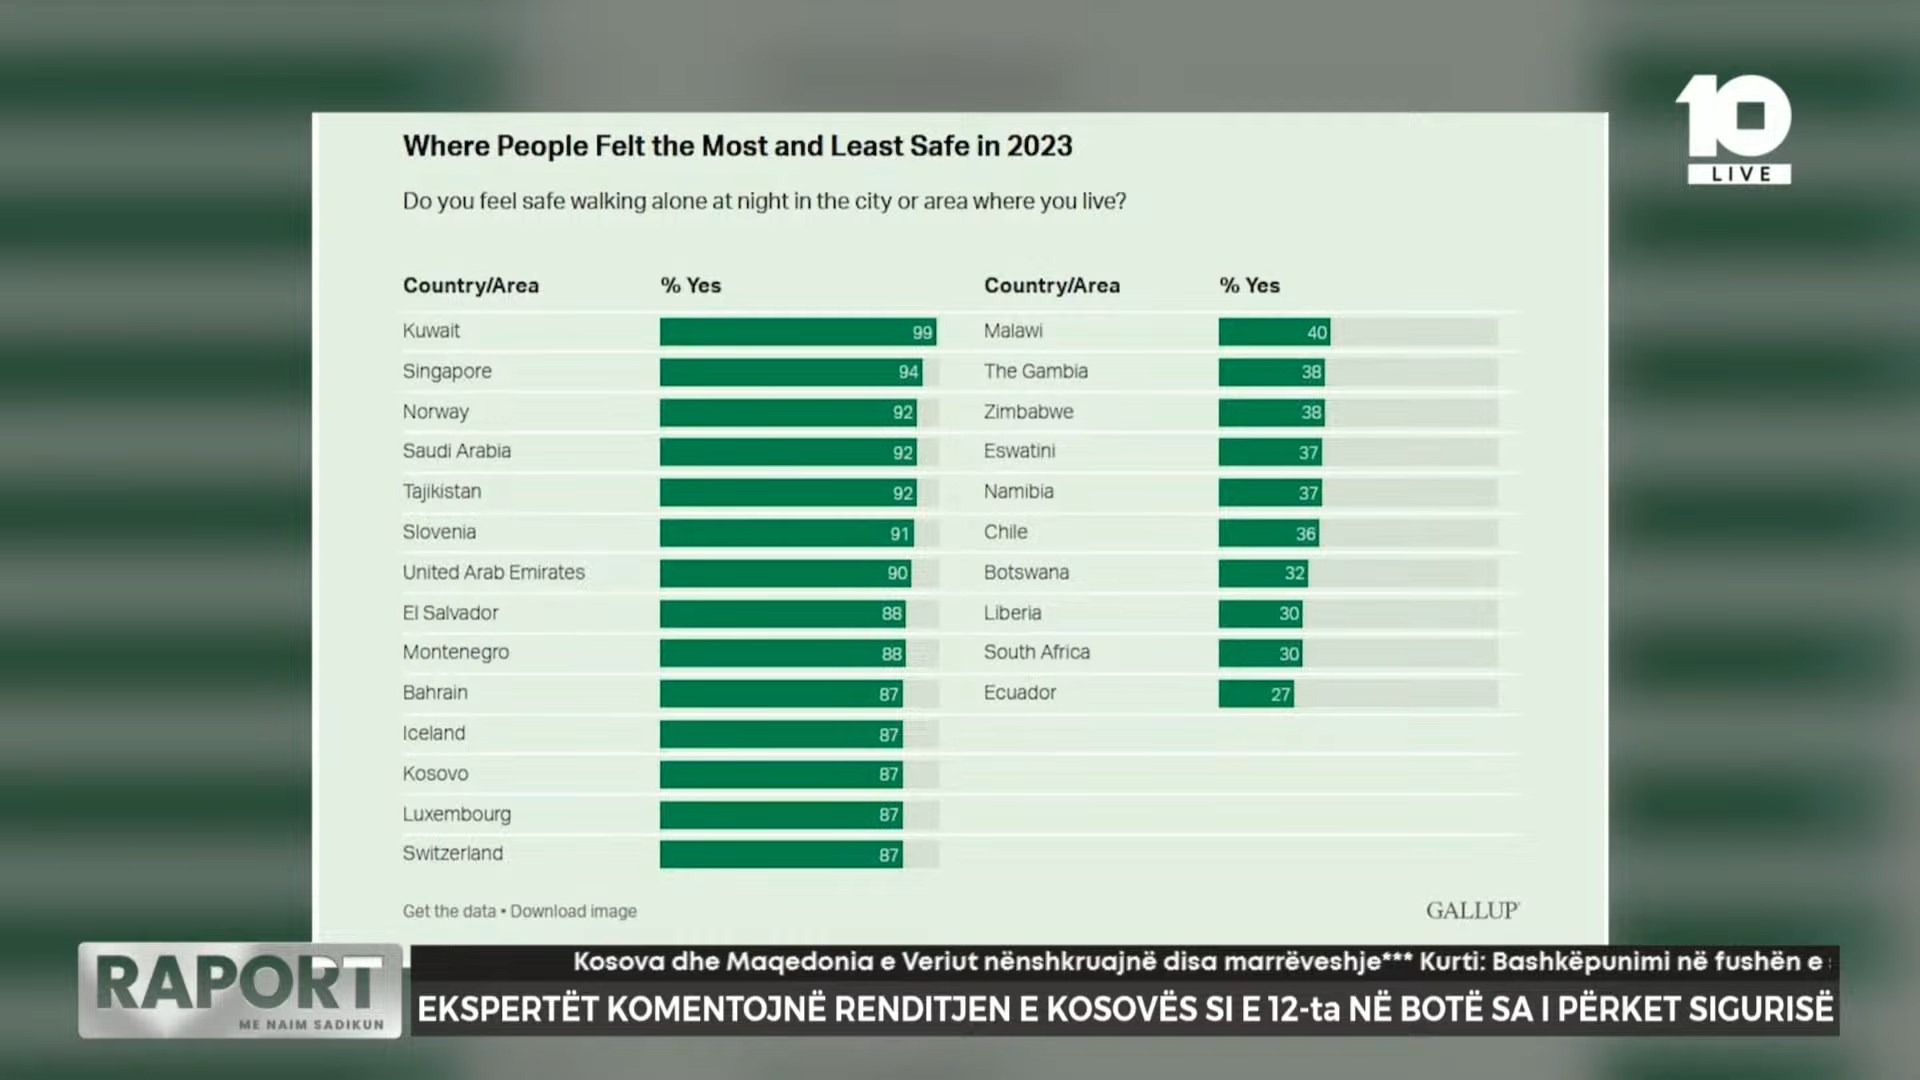 10
LIVE
Where People Felt the Most and Least Safe in 2023
Do you feel safe walking alone at night in the city or area where you live?
Country/Area % Yes Country/Area % Yes
Kuwait 99 Malawi 40
Singapore 94 The Gambia 38
Norway 92 Zimbabwe 38
Saudi Arabia 92 Eswatini 37
Tajikistan 92 Namibia 37
Slovenia 91 Chile 36
United Arab Emirates 90 Botswana 32
El Salvador 88 Liberia 30
Montenegro 88 South Africa 30
Bahrain 87 Ecuador 27
Iceland 87
Kosovo 87
Luxembourg 87
Switzerland 87
Get the data • Download image GALLUP
RAPORT
ME NAIM SADIKUN
Kosova dhe Maqedonia e Veriut nënshkruajnë disa marrëveshje*** Kurti: Bashkëpunimi në fushën e
EKSPERTËT KOMENTOJNË RENDITJEN E KOSOVËS SI E 12-ta NË BOTË SA I PËRKET SIGURISË